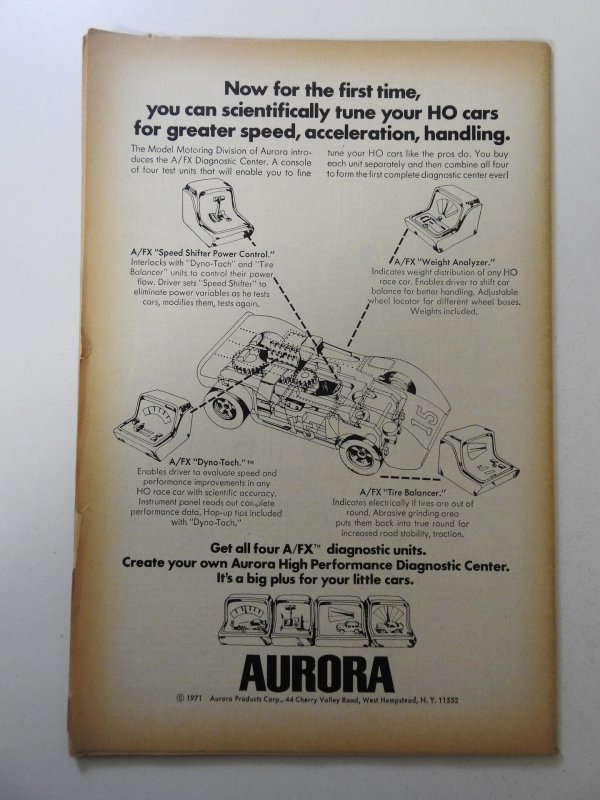 Now for the first time,
you can scientifically tune your HO cars
for greater speed, acceleration, handling.
The Model Motoring Division of Aurora intro-
duces the A/FX Diagnostic Center. A console
of four test units that will enable you to fine
tune your HO cars like the pros do. You buy
each unit separately and then combine all four
to form the first complete diagnostic center ever!
A/FX "Speed Shifter Power Control."
Interlocks with "Dyno-Tach" and "Tire
Balancer" units to control their power
flow. Driver sets "Speed Shifter" to
eliminate power variables as he tests
cars, modifies them, tests again.
A/FX "Weight Analyzer."
Indicates weight distribution of any HO
race car. Enables driver to shift car
balance for better handling. Adjustable
wheel locator for different wheel bases.
Weights included.
15
A/FX "Dyno-Tach."™
Enables driver to evaluate speed and
performance improvements in any
HO race car with scientific accuracy.
Instrument panel reads out complete
performance data. Hop-up tips included
with "Dyno-Tach."
A/FX "Tire Balancer."
Indicates electrically if tires are out of
round. Abrasive grinding area
puts them back into true round for
increased road stability, traction.
Get all four A/FX™ diagnostic units.
Create your own Aurora High Performance Diagnostic Center.
It's a big plus for your little cars.
AURORA
© 1971 Aurora Products Corp., 44 Cherry Valley Road, West Hempstead, N. Y. 11552